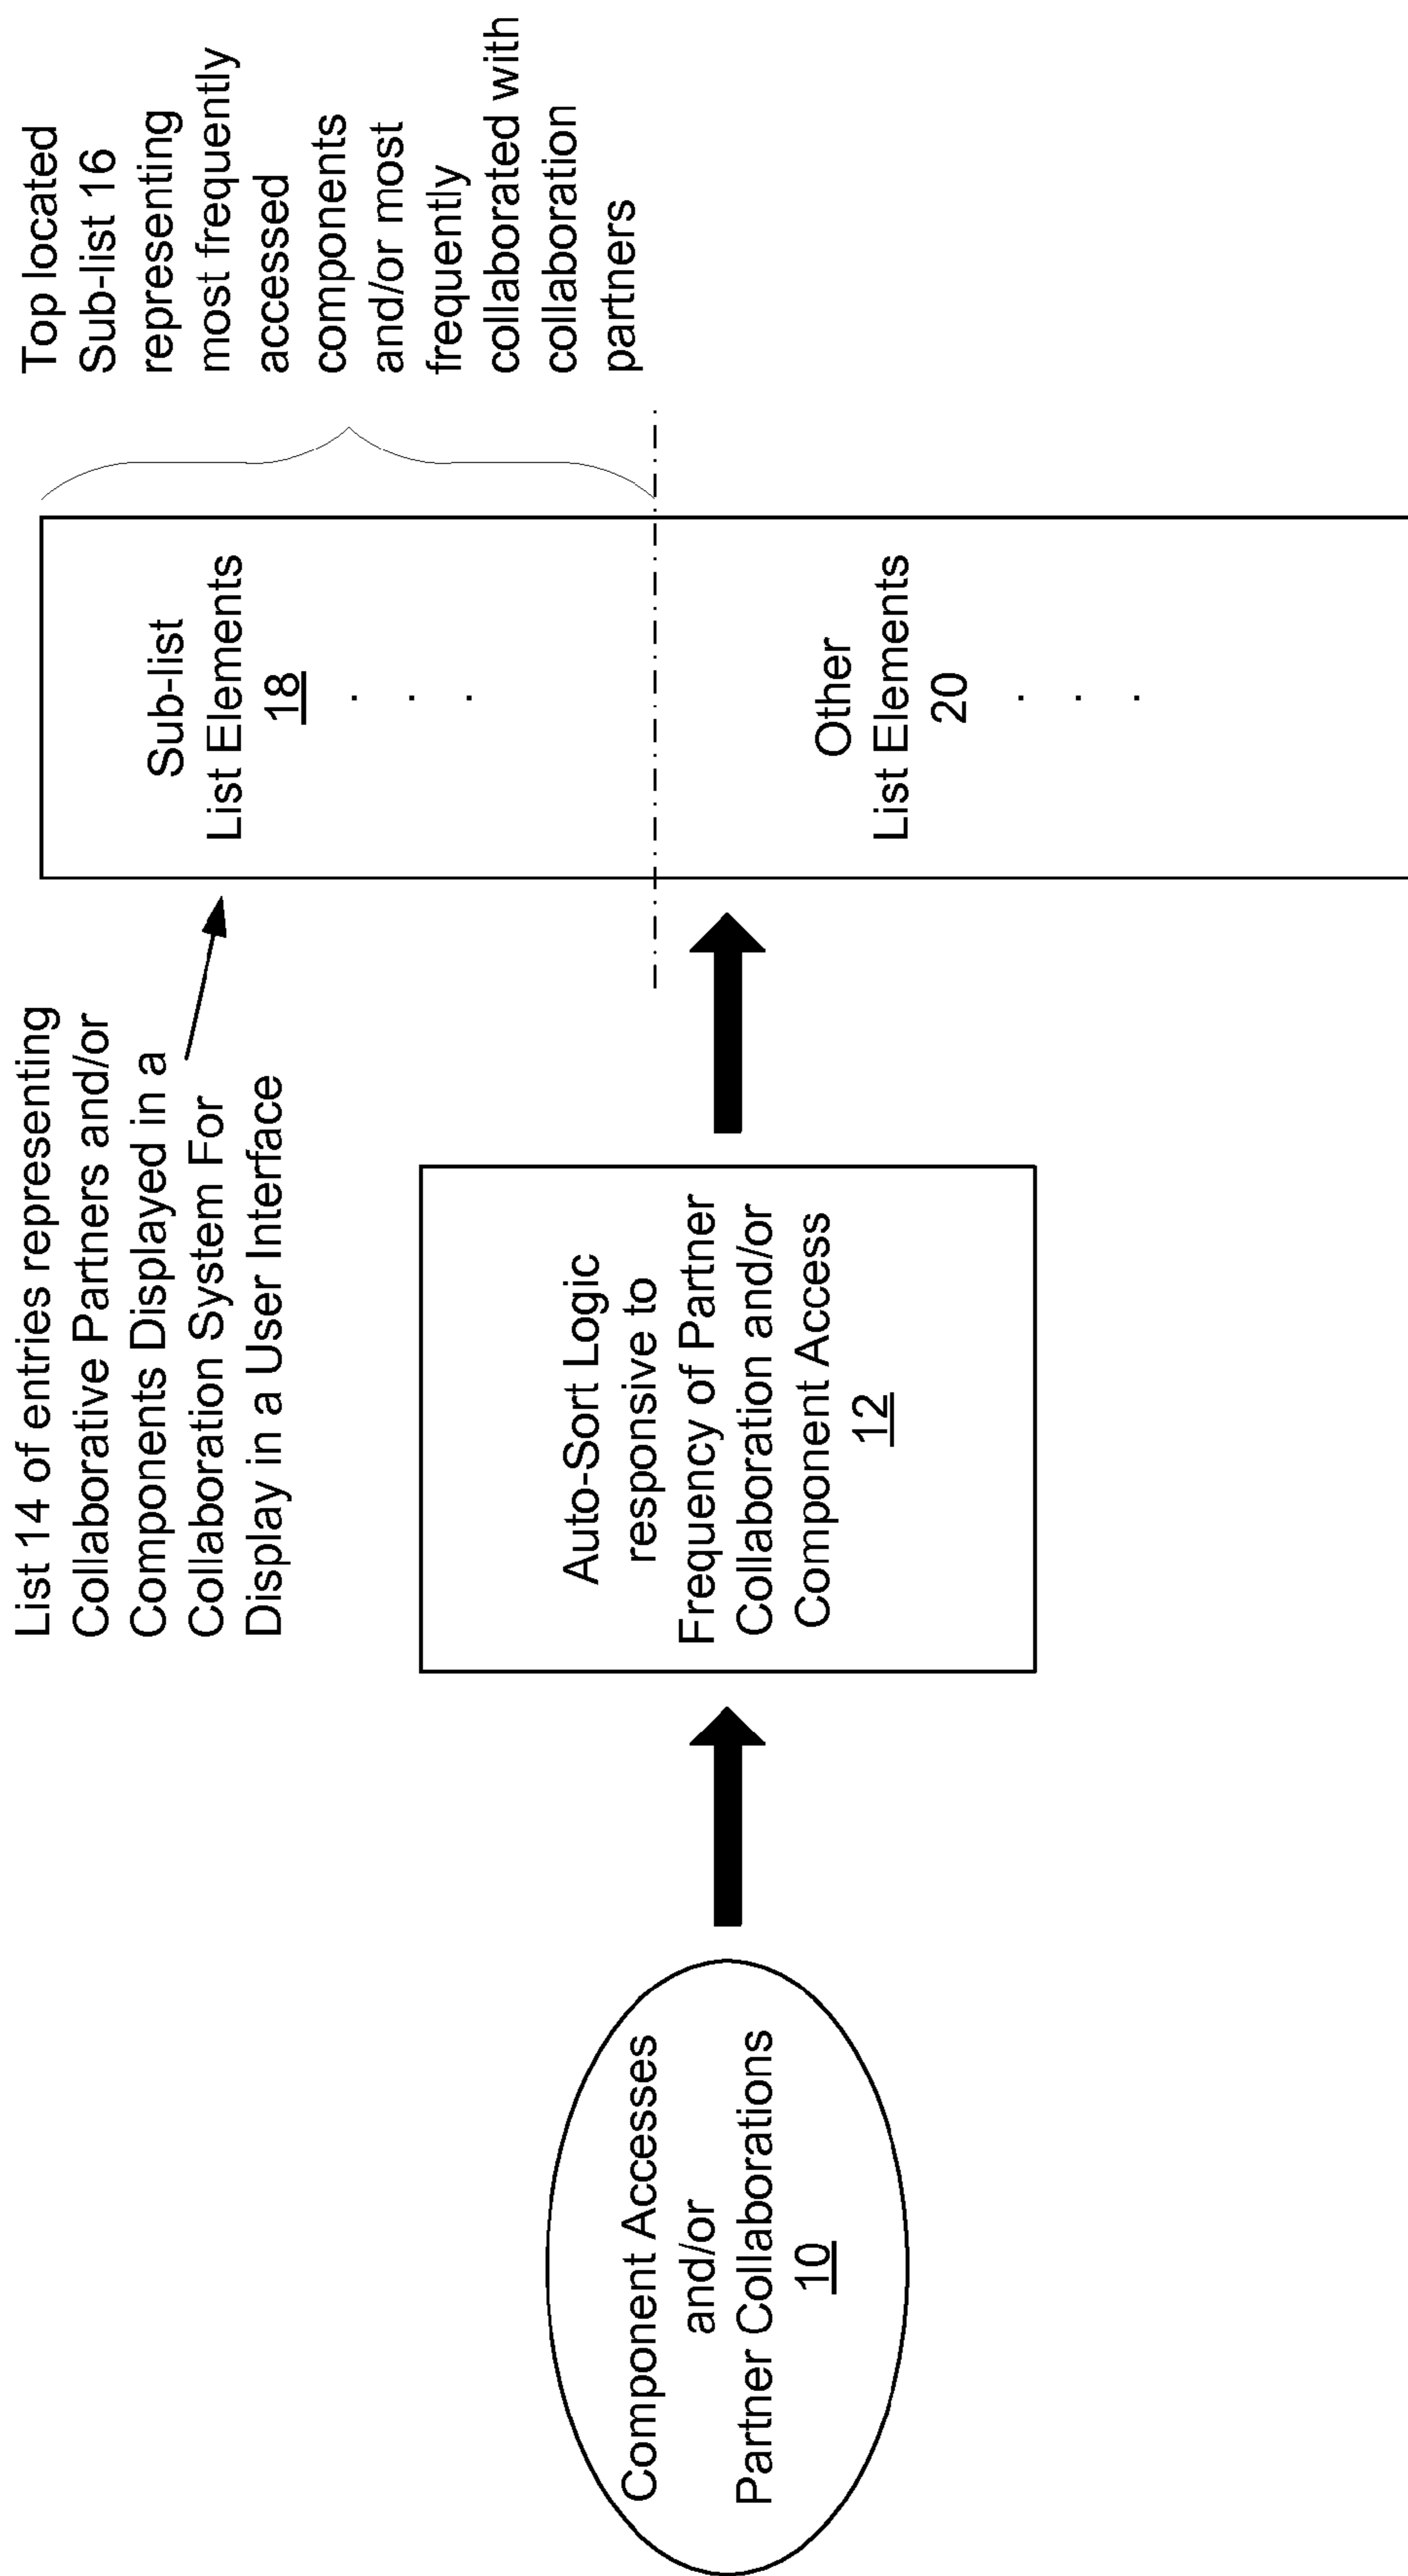 List 14 of entries representing
Collaborative Partners and/or
Components Displayed in a
Collaboration System For
Display in a User Interface
Top located
Sub-list 16
representing
most frequently
accessed
components
and/or most
frequently
collaborated with
collaboration
partners
Sub-list
List Elements
18
. . .
Other
List Elements
20
. . .
Auto-Sort Logic
responsive to
Frequency of Partner
Collaboration and/or
Component Access
12
Component Accesses
and/or
Partner Collaborations
10